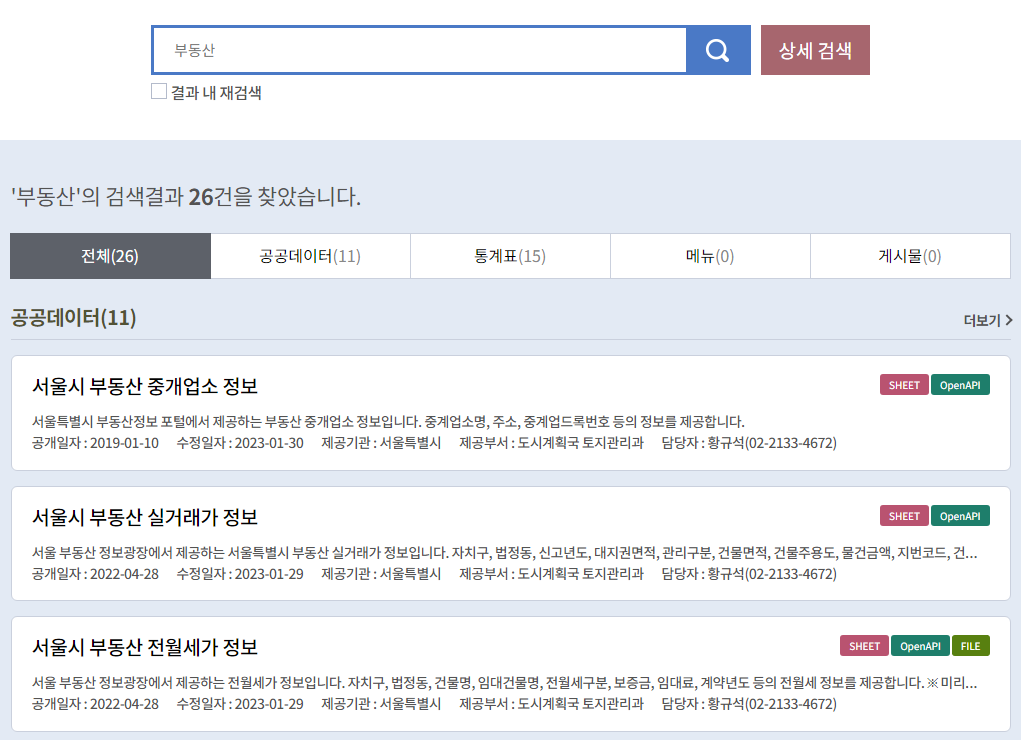 부동산
상세 검색
결과 내 재검색
'부동산'의 검색결과 26건을 찾았습니다.
전체(26) 공공데이터(11) 통계표(15) 메뉴(0) 게시물(0)
공공데이터(11) 더보기
서울시 부동산 중개업소 정보 SHEET OpenAPI
서울특별시 부동산정보 포털에서 제공하는 부동산 중개업소 정보입니다. 중계업소명, 주소, 중계업드록번호 등의 정보를 제공합니다.
공개일자 : 2019-01-10 수정일자 : 2023-01-30 제공기관 : 서울특별시 제공부서 : 도시계획국 토지관리과 담당자 : 황규석(02-2133-4672)
서울시 부동산 실거래가 정보 SHEET OpenAPI
서울 부동산 정보광장에서 제공하는 서울특별시 부동산 실거래가 정보입니다. 자치구, 법정동, 신고년도, 대지권면적, 관리구분, 건물면적, 건물주용도, 물건금액, 지번코드, 건...
공개일자 : 2022-04-28 수정일자 : 2023-01-29 제공기관 : 서울특별시 제공부서 : 도시계획국 토지관리과 담당자 : 황규석(02-2133-4672)
서울시 부동산 전월세가 정보 SHEET OpenAPI FILE
서울 부동산 정보광장에서 제공하는 전월세가 정보입니다. 자치구, 법정동, 건물명, 임대건물명, 전월세구분, 보증금, 임대료, 계약년도 등의 전월세 정보를 제공합니다. ※ 미리...
공개일자 : 2022-04-28 수정일자 : 2023-01-29 제공기관 : 서울특별시 제공부서 : 도시계획국 토지관리과 담당자 : 황규석(02-2133-4672)